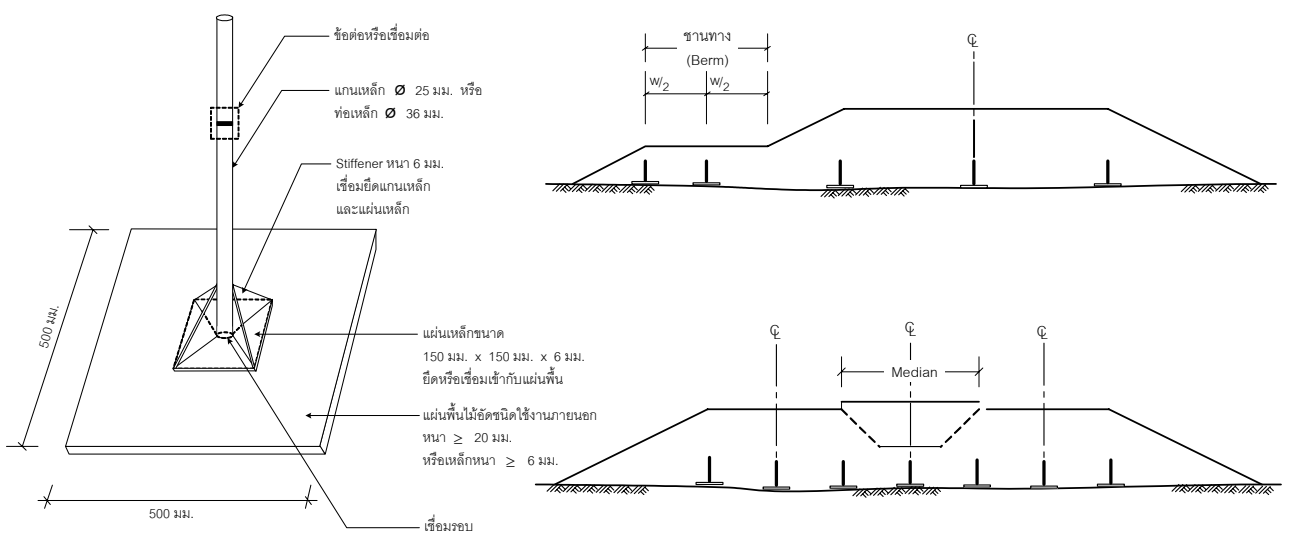 ข้อต่อหรือเชื่อมต่อ
แกนเหล็ก Ø 25 มม. หรือ
ท่อเหล็ก Ø 36 มม.
Stiffener หนา 6 มม.
เชื่อมยึดแกนเหล็ก
และแผ่นเหล็ก
500 มม.
แผ่นเหล็กขนาด
150 มม. x 150 มม. x 6 มม.
ยึดหรือเชื่อมเข้ากับแผ่นพื้น
แผ่นพื้นไม้อัดชนิดใช้งานภายนอก
หนา ≥ 20 มม.
หรือเหล็กหนา ≥ 6 มม.
500 มม.
เชื่อมรอบ
ชานทาง
(Berm)
W/2 W/2
℄
℄ ℄ ℄
Median